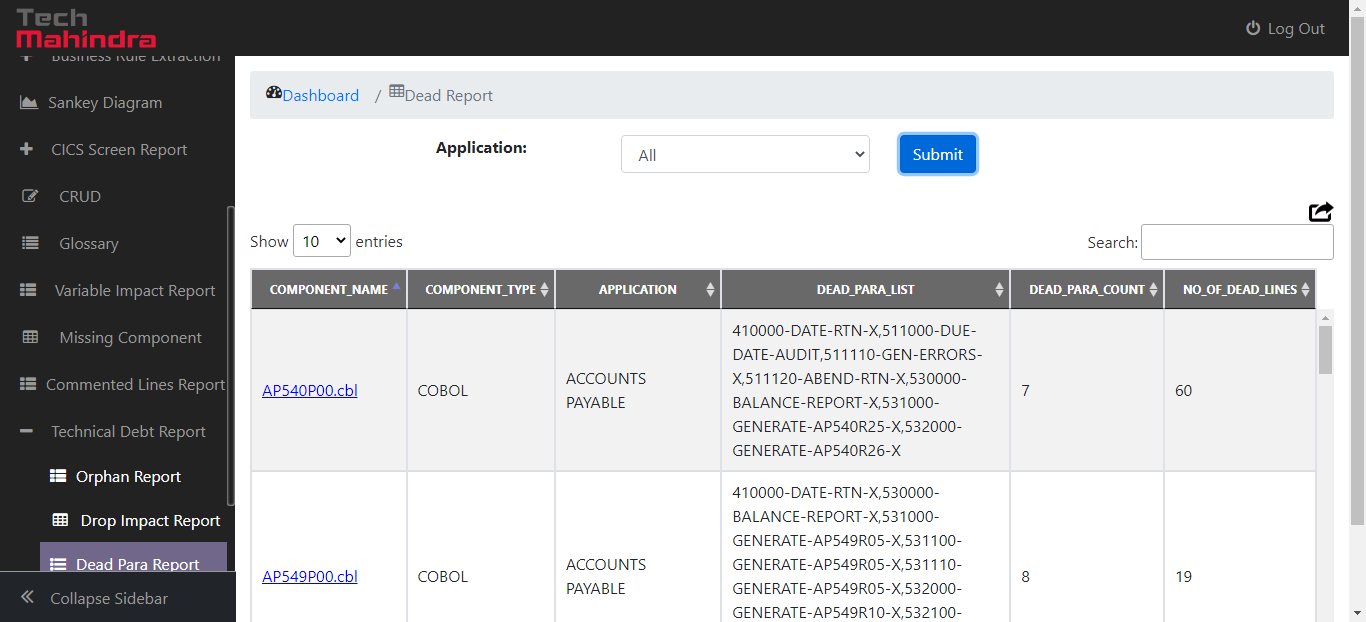 Tech
Mahindra
Log Out
Business Rule Extraction
Sankey Diagram
CICS Screen Report
CRUD
Glossary
Variable Impact Report
Missing Component
Commented Lines Report
Technical Debt Report
Orphan Report
Drop Impact Report
Dead Para Report
Collapse Sidebar
Dashboard / Dead Report
Application: All Submit
Show 10 entries
Search:
COMPONENT_NAME COMPONENT_TYPE APPLICATION DEAD_PARA_LIST DEAD_PARA_COUNT NO_OF_DEAD_LINES
AP540P00.cbl
COBOL
ACCOUNTS
PAYABLE
410000-DATE-RTN-X,511000-DUE-
DATE-AUDIT,511110-GEN-ERRORS-
X,511120-ABEND-RTN-X,530000-
BALANCE-REPORT-X,531000-
GENERATE-AP540R25-X,532000-
GENERATE-AP540R26-X
7
60
AP549P00.cbl
COBOL
ACCOUNTS
PAYABLE
410000-DATE-RTN-X,530000-
BALANCE-REPORT-X,531000-
GENERATE-AP549R05-X,531100-
GENERATE-AP549R05-X,531110-
GENERATE-AP549R05-X,532000-
GENERATE-AP549R10-X,532100-
8
19